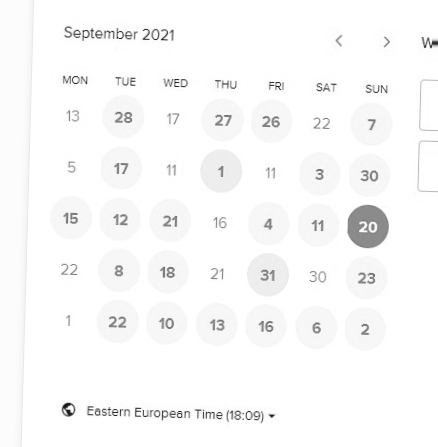 September 2021
MON TUE WED THU FRI SAT SUN
13 28 17 27 26 22 7
5 17 11 1 11 3 30
15 12 21 16 4 11 20
22 8 18 21 31 30 23
1 22 10 13 16 6 2
Eastern European Time (18:09)